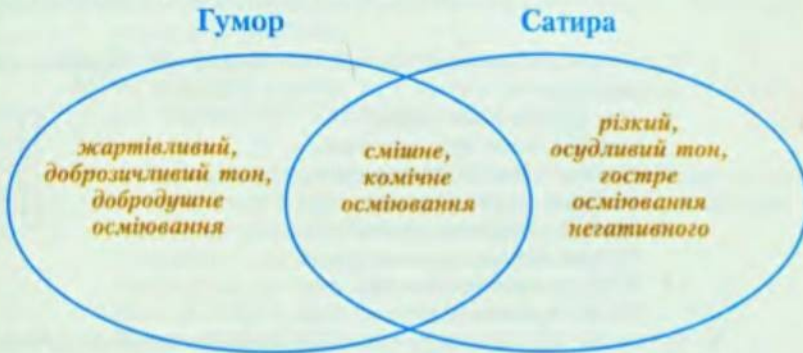 Гумор
Сатира
жартівливий,
доброзичливий тон,
добродушне
осміювання
смішне,
комічне
осміювання
різкий,
осудливий тон,
гостре
осміювання
негативного